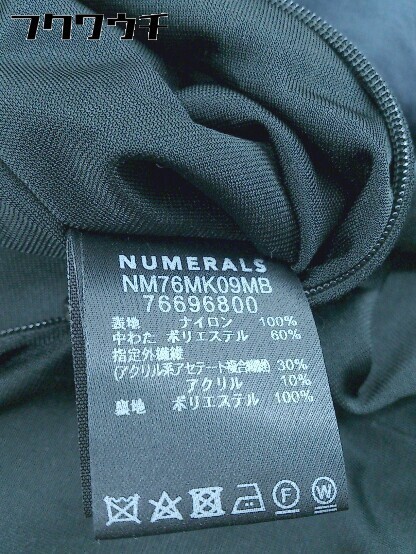 フクワウチ
NUMERALS
NM76MK09MB
76696800
表地 ナイロン 100%
中わた ポリエステル 60%
指定外繊維
(アクリル系アセテート複合繊維) 30%
アクリル 10%
裏地 ポリエステル 100%
F W